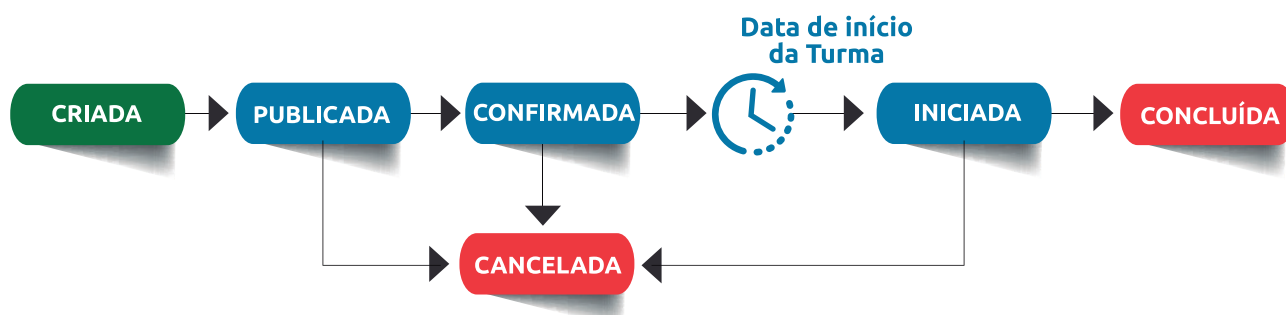 Data de início
da Turma
CRIADA
PUBLICADA
CONFIRMADA
INICIADA
CONCLUÍDA
CANCELADA